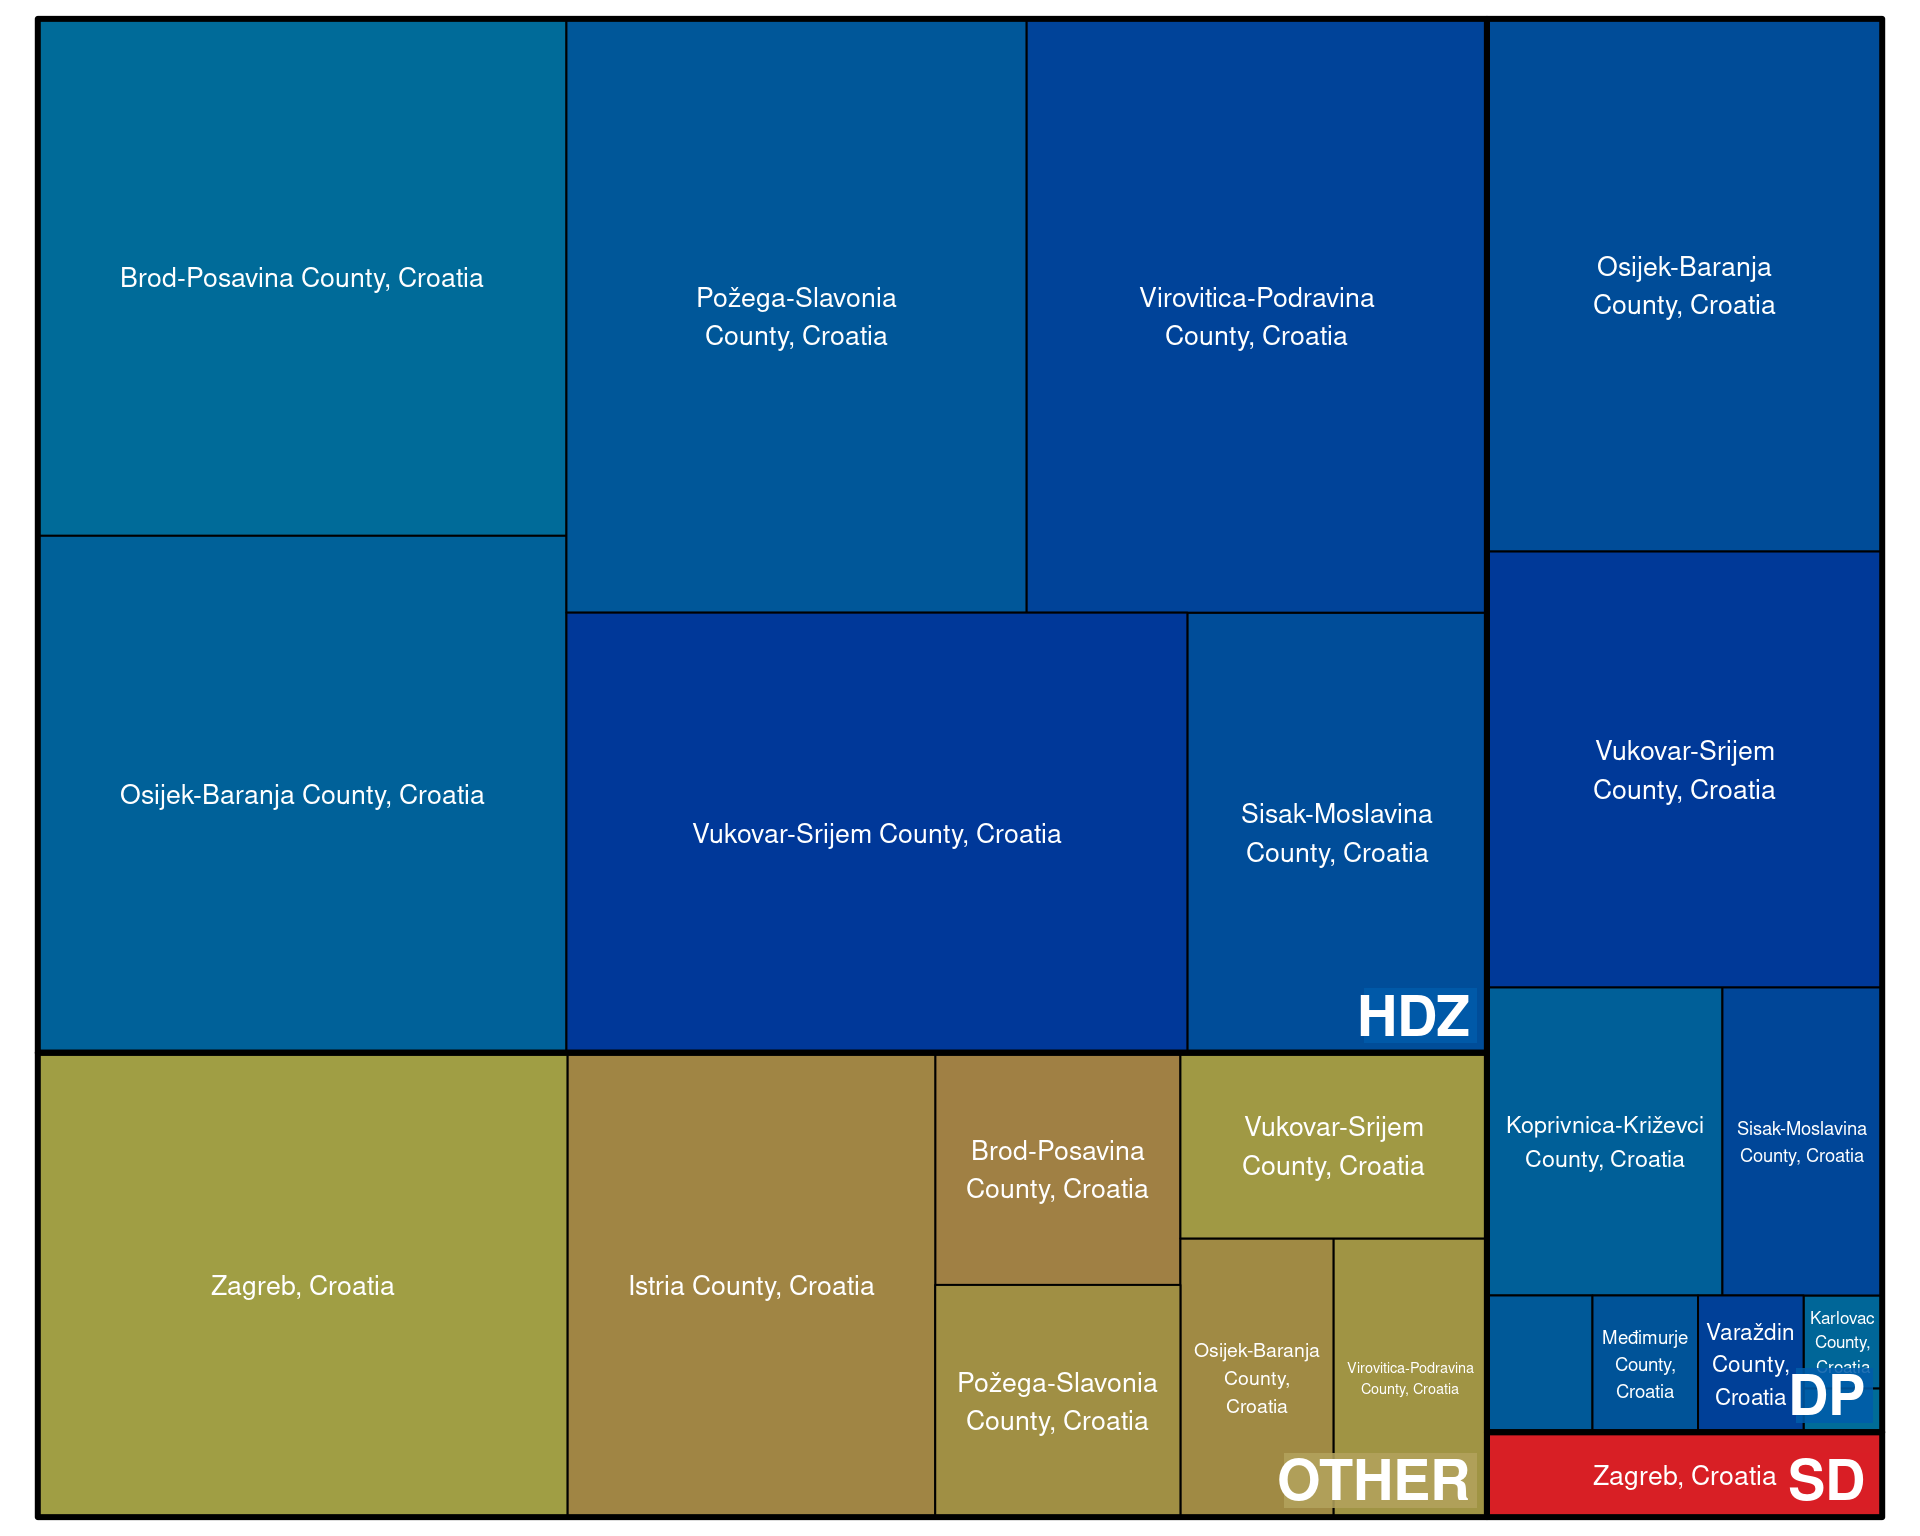 Brod-Posavina County, Croatia
Požega-Slavonia
County, Croatia
Virovitica-Podravina
County, Croatia
Osijek-Baranja
County, Croatia
Osijek-Baranja County, Croatia
Vukovar-Srijem County, Croatia
Sisak-Moslavina
County, Croatia
HDZ
Vukovar-Srijem
County, Croatia
Zagreb, Croatia
Istria County, Croatia
Brod-Posavina
County, Croatia
Požega-Slavonia
County, Croatia
Vukovar-Srijem
County, Croatia
Osijek-Baranja
County,
Croatia
Virovitica-Podravina
County, Croatia
OTHER
Koprivnica-Križevci
County, Croatia
Sisak-Moslavina
County, Croatia
Međimurje
County,
Croatia
Varaždin
County,
Croatia
Karlovac
County,
Croatia
DP
Zagreb, Croatia
SD